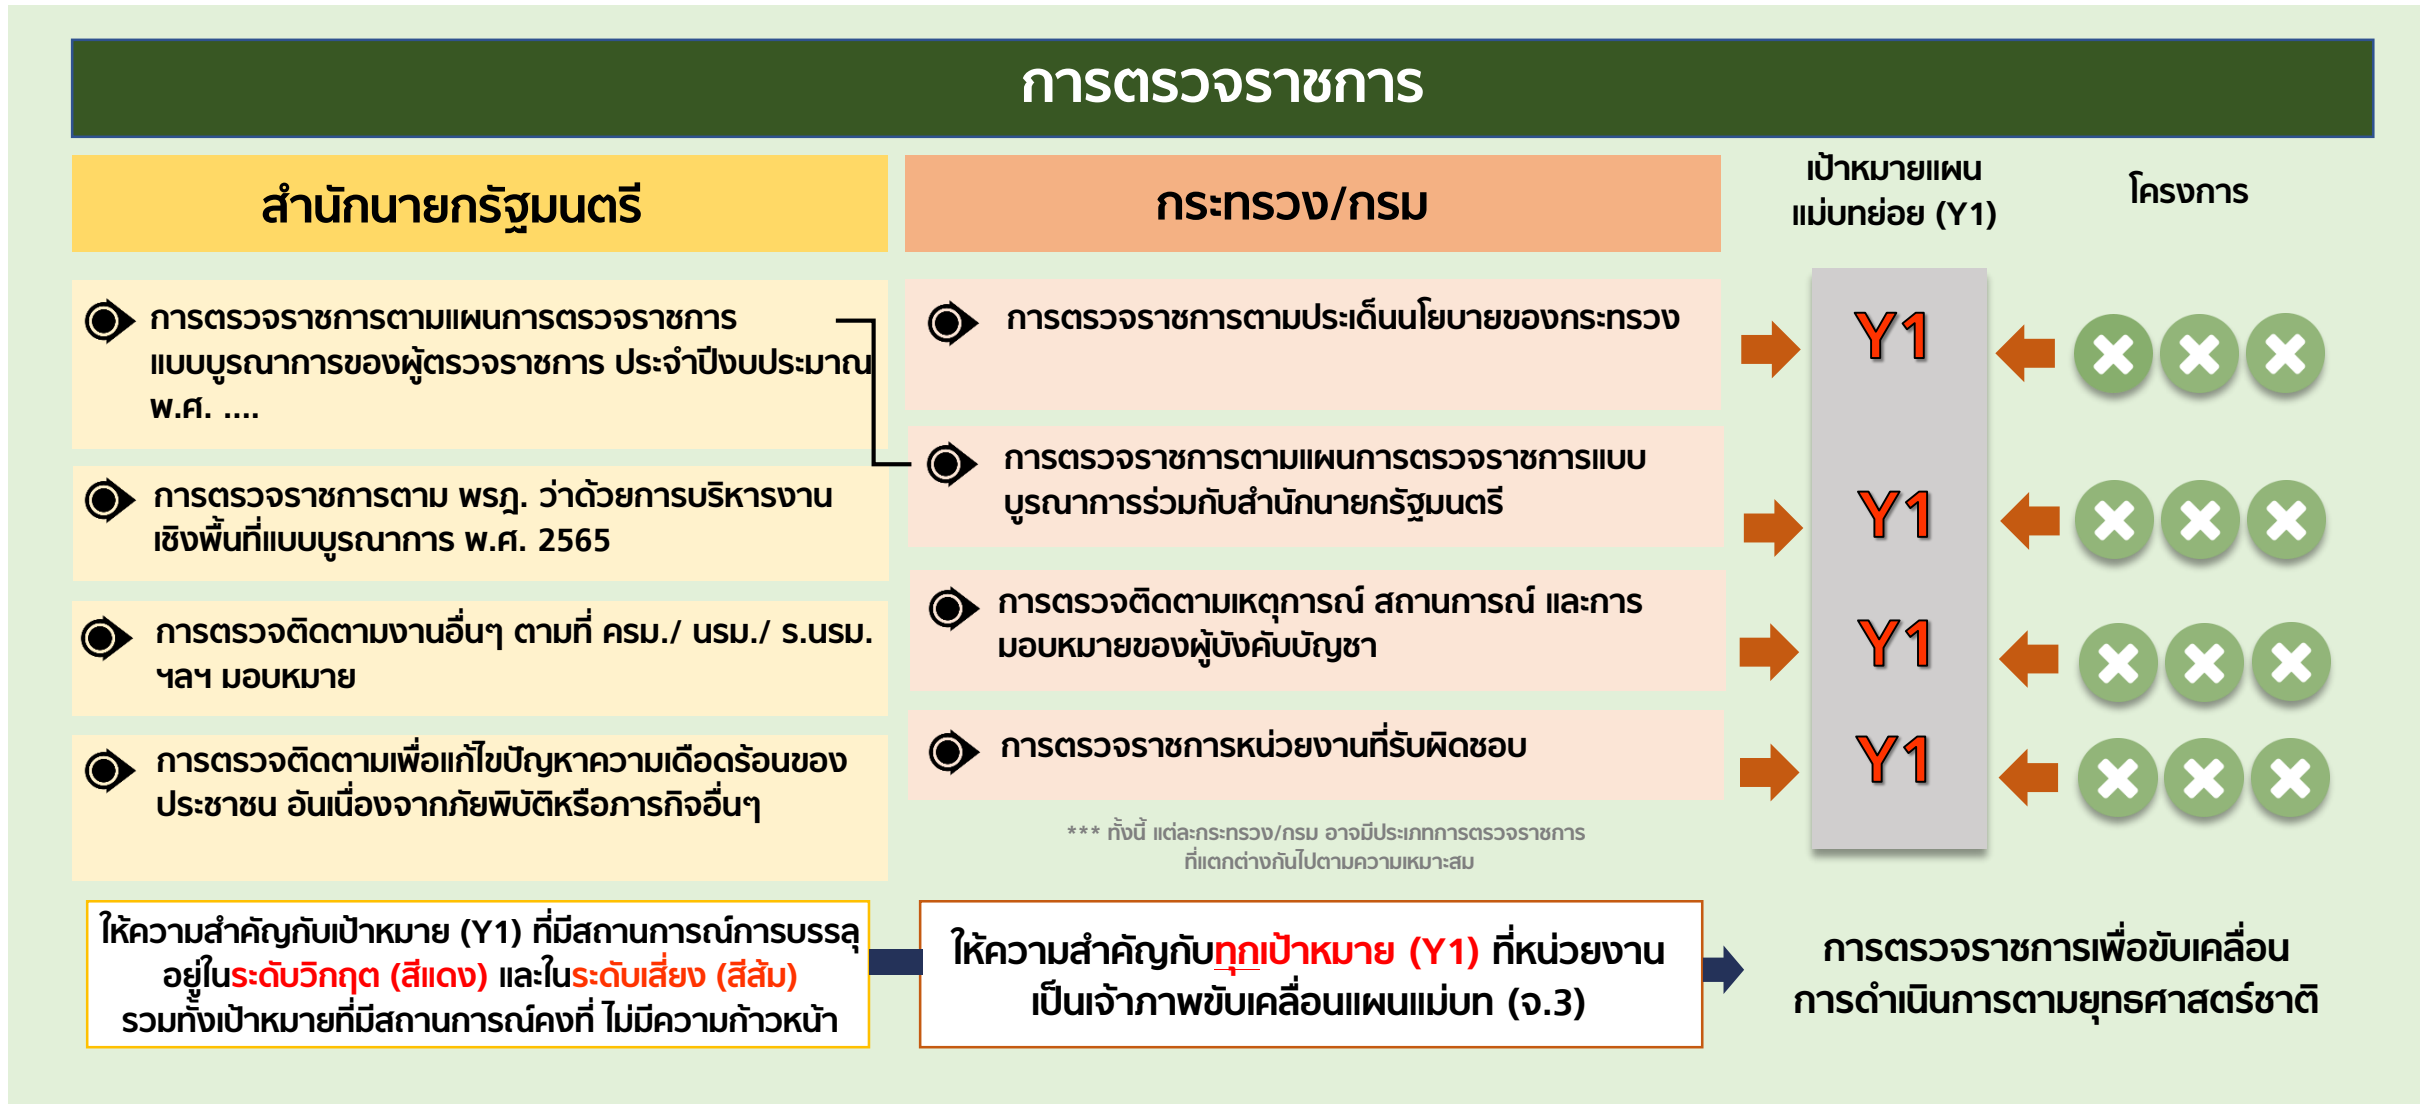 การตรวจราชการ
สำนักนายกรัฐมนตรี
กระทรวง/กรม
เป้าหมายแผน
แม่บทย่อย (Y1)
โครงการ
การตรวจราชการตามแผนการตรวจราชการ
แบบบูรณาการของผู้ตรวจราชการ ประจำปีงบประมาณ
พ.ศ. ....
การตรวจราชการตาม พรฎ. ว่าด้วยการบริหารงาน
เชิงพื้นที่แบบบูรณาการ พ.ศ. 2565
การตรวจติดตามงานอื่นๆ ตามที่ ครม./ นรม./ ร.นรม.
ฯลฯ มอบหมาย
การตรวจติดตามเพื่อแก้ไขปัญหาความเดือดร้อนของ
ประชาชน อันเนื่องจากภัยพิบัติหรือภารกิจอื่นๆ
การตรวจราชการตามประเด็นนโยบายของกระทรวง
การตรวจราชการตามแผนการตรวจราชการแบบ
บูรณาการร่วมกับสำนักนายกรัฐมนตรี
การตรวจติดตามเหตุการณ์ สถานการณ์ และการ
มอบหมายของผู้บังคับบัญชา
การตรวจราชการหน่วยงานที่รับผิดชอบ
*** ทั้งนี้ แต่ละกระทรวง/กรม อาจมีประเภทการตรวจราชการ
ที่แตกต่างกันไปตามความเหมาะสม
Y1
Y1
Y1
Y1
ให้ความสำคัญกับเป้าหมาย (Y1) ที่มีสถานการณ์การบรรลุ
อยู่ในระดับวิกฤต (สีแดง) และในระดับเสี่ยง (สีส้ม)
รวมทั้งเป้าหมายที่มีสถานการณ์คงที่ ไม่มีความก้าวหน้า
ให้ความสำคัญกับทุกเป้าหมาย (Y1) ที่หน่วยงาน
เป็นเจ้าภาพขับเคลื่อนแผนแม่บท (จ.3)
การตรวจราชการเพื่อขับเคลื่อน
การดำเนินการตามยุทธศาสตร์ชาติ